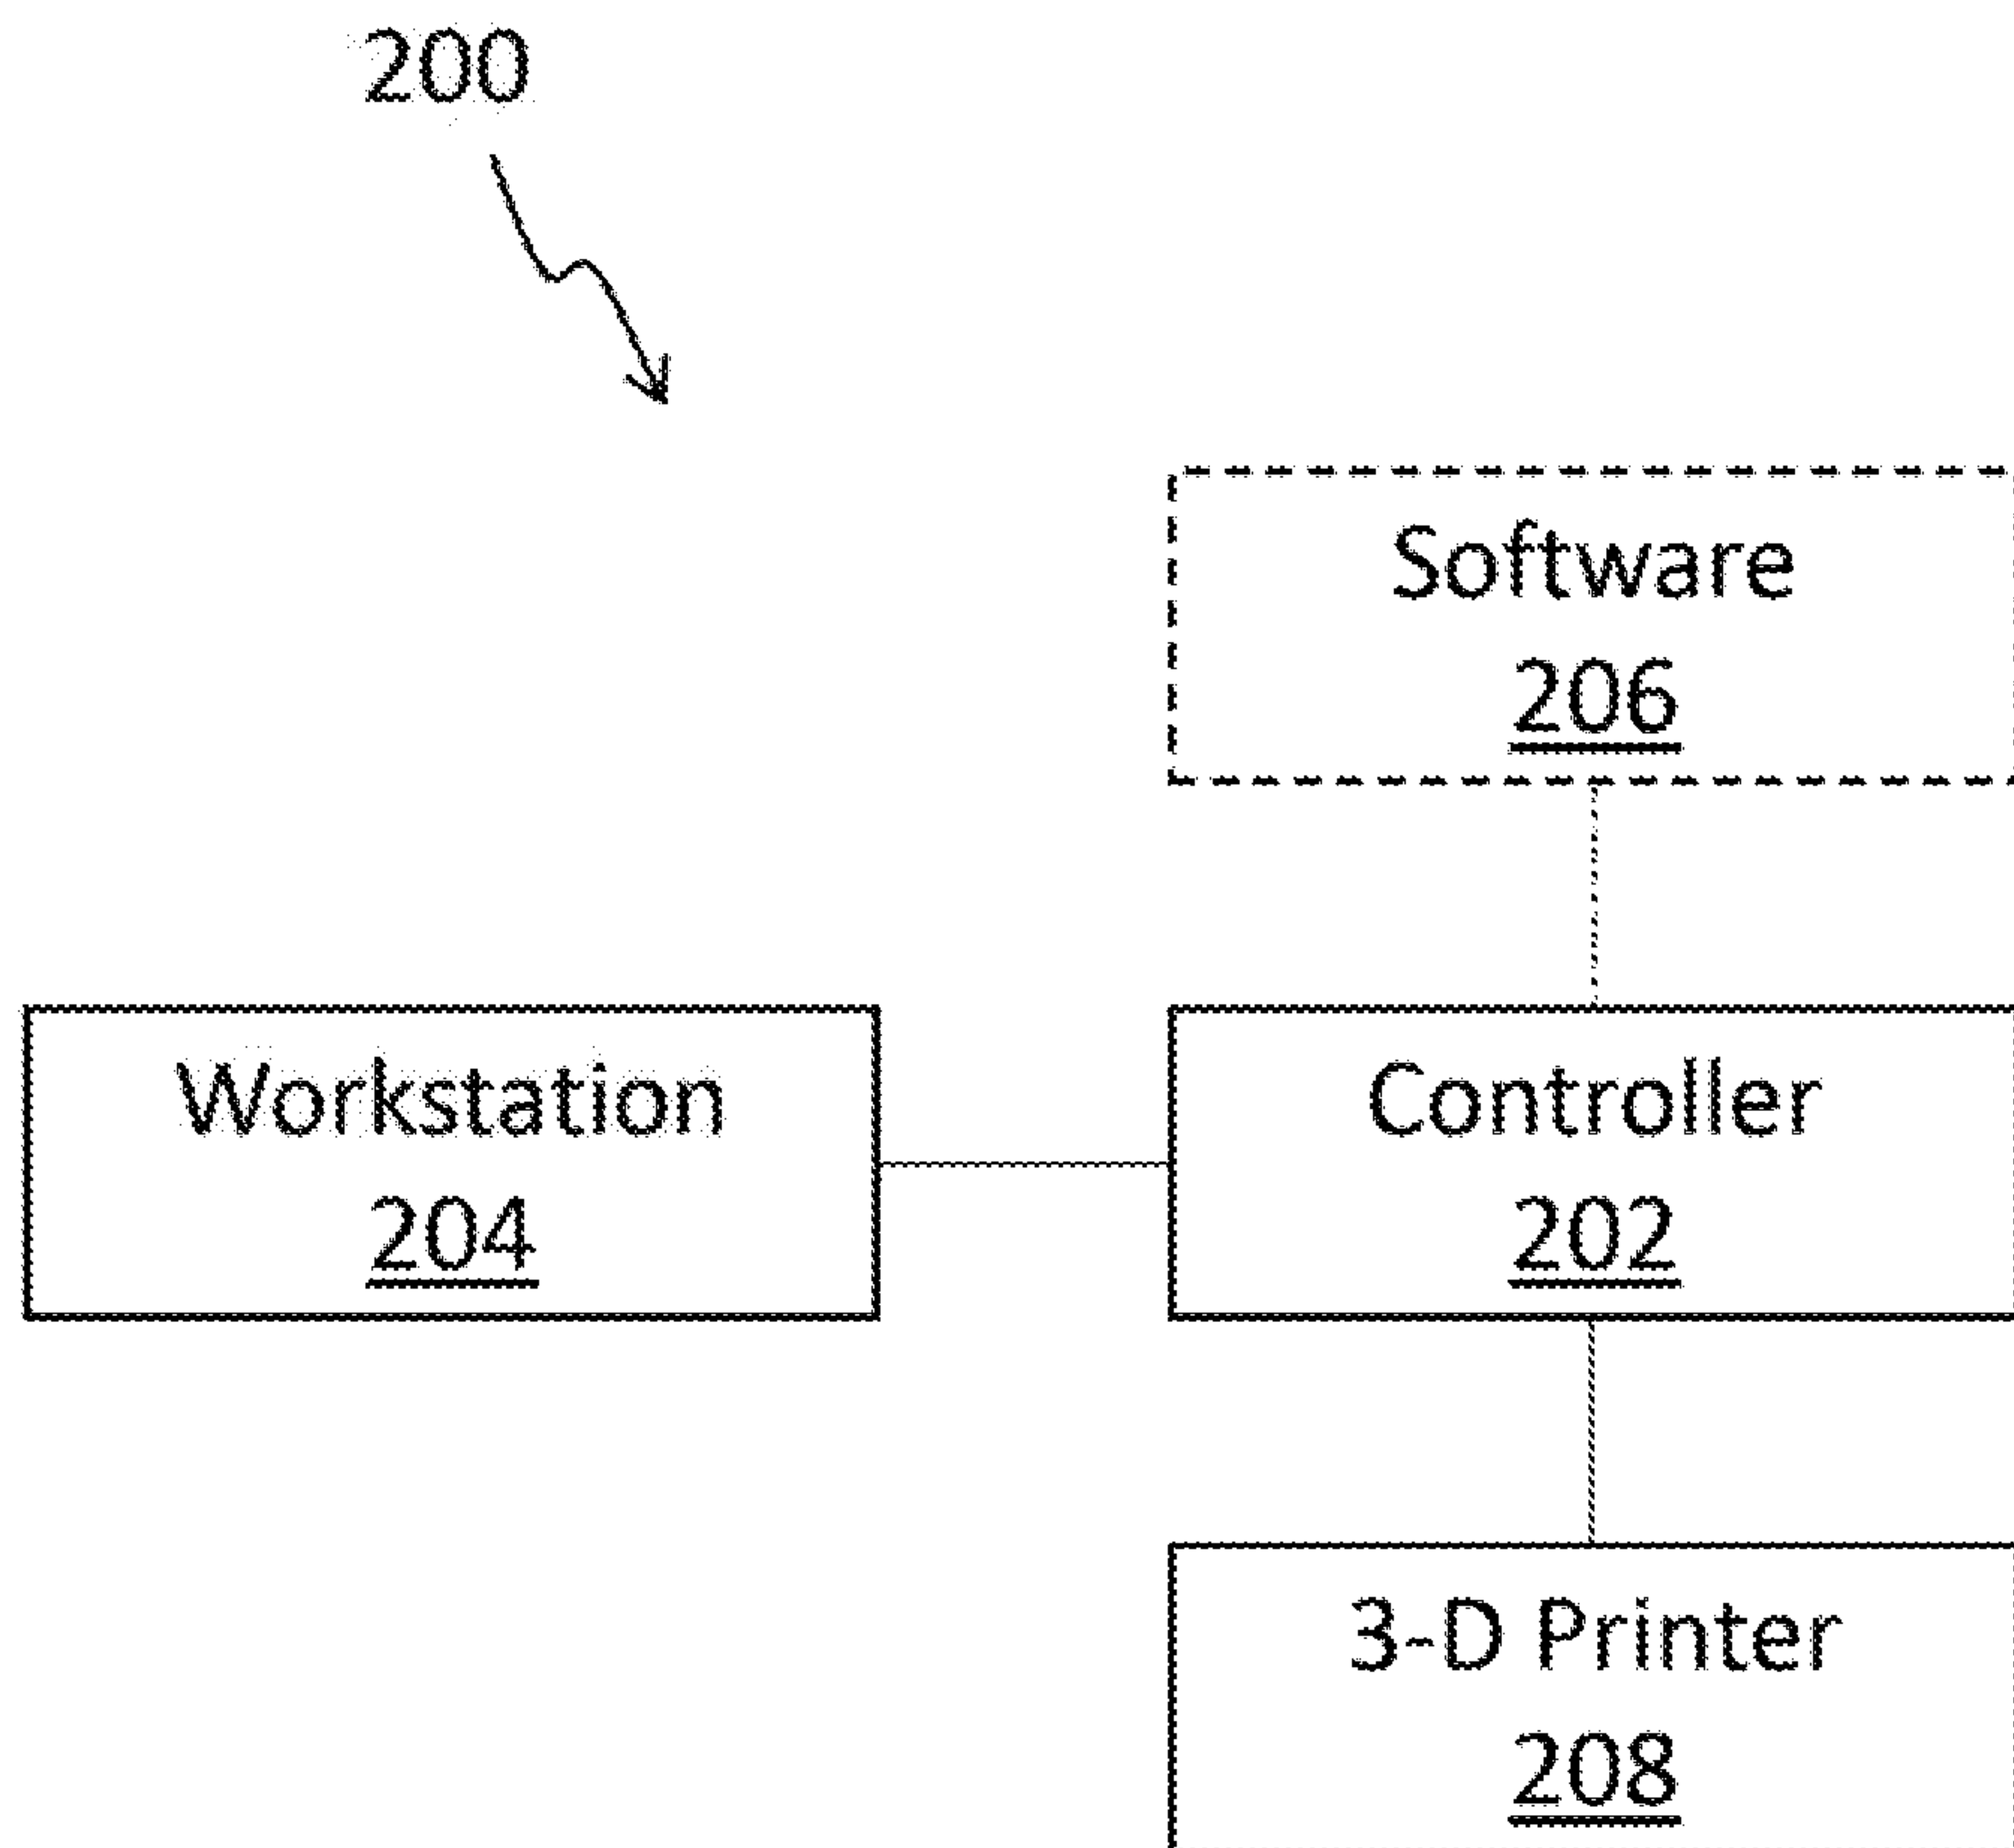 200
Software
206
Workstation
204
Controller
202
3-D Printer
208